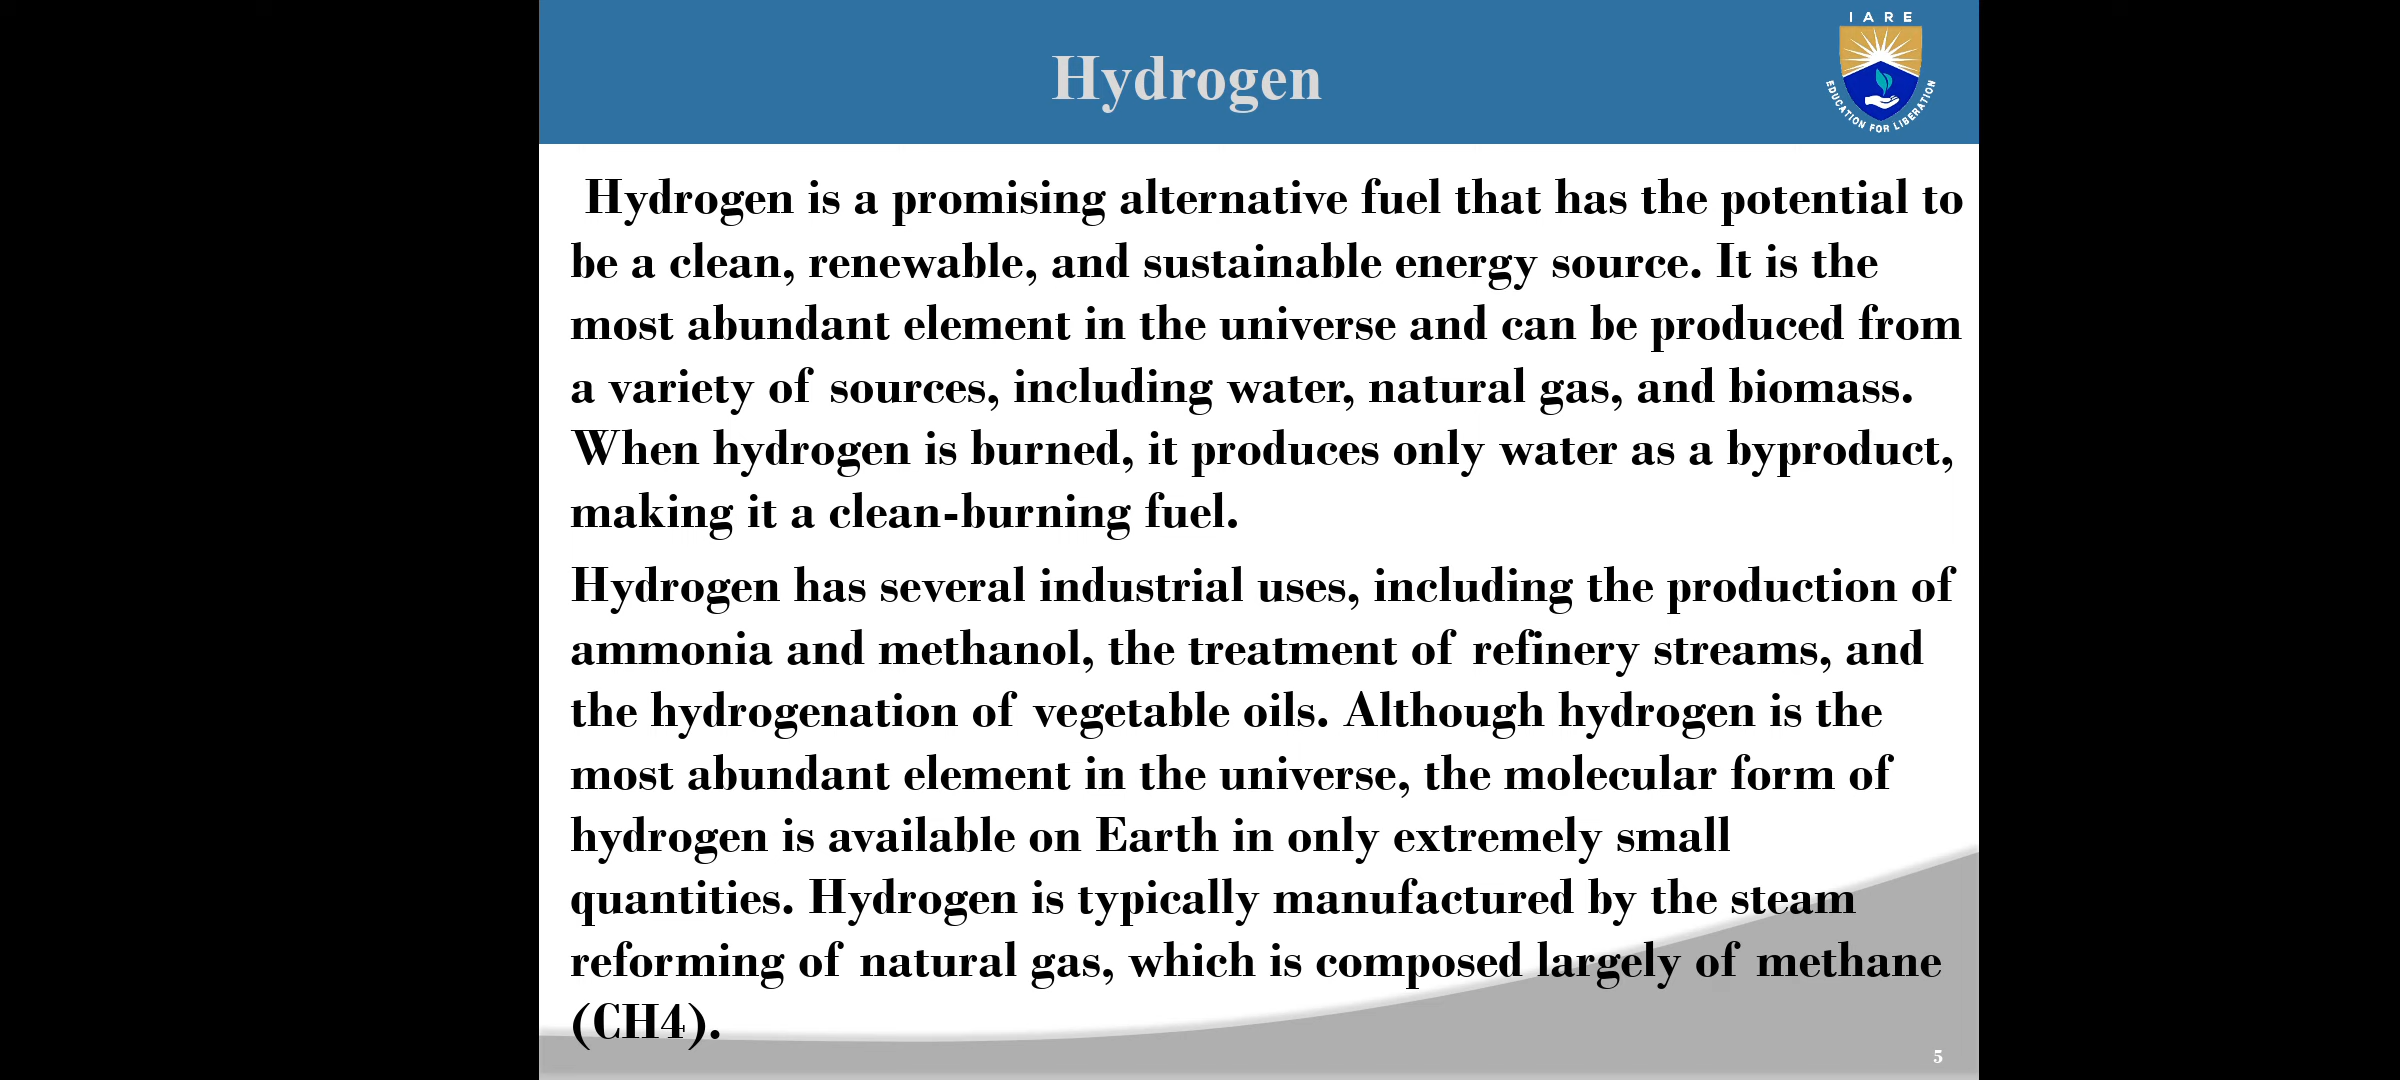 IARE
Hydrogen
EDUCATION FOR LIBERATION
Hydrogen is a promising alternative fuel that has the potential to
be a clean, renewable, and sustainable energy source. It is the
most abundant element in the universe and can be produced from
a variety of sources, including water, natural gas, and biomass.
When hydrogen is burned, it produces only water as a byproduct,
making it a clean-burning fuel.
Hydrogen has several industrial uses, including the production of
ammonia and methanol, the treatment of refinery streams, and
the hydrogenation of vegetable oils. Although hydrogen is the
most abundant element in the universe, the molecular form of
hydrogen is available on Earth in only extremely small
quantities. Hydrogen is typically manufactured by the steam
reforming of natural gas, which is composed largely of methane
(CH4).
5